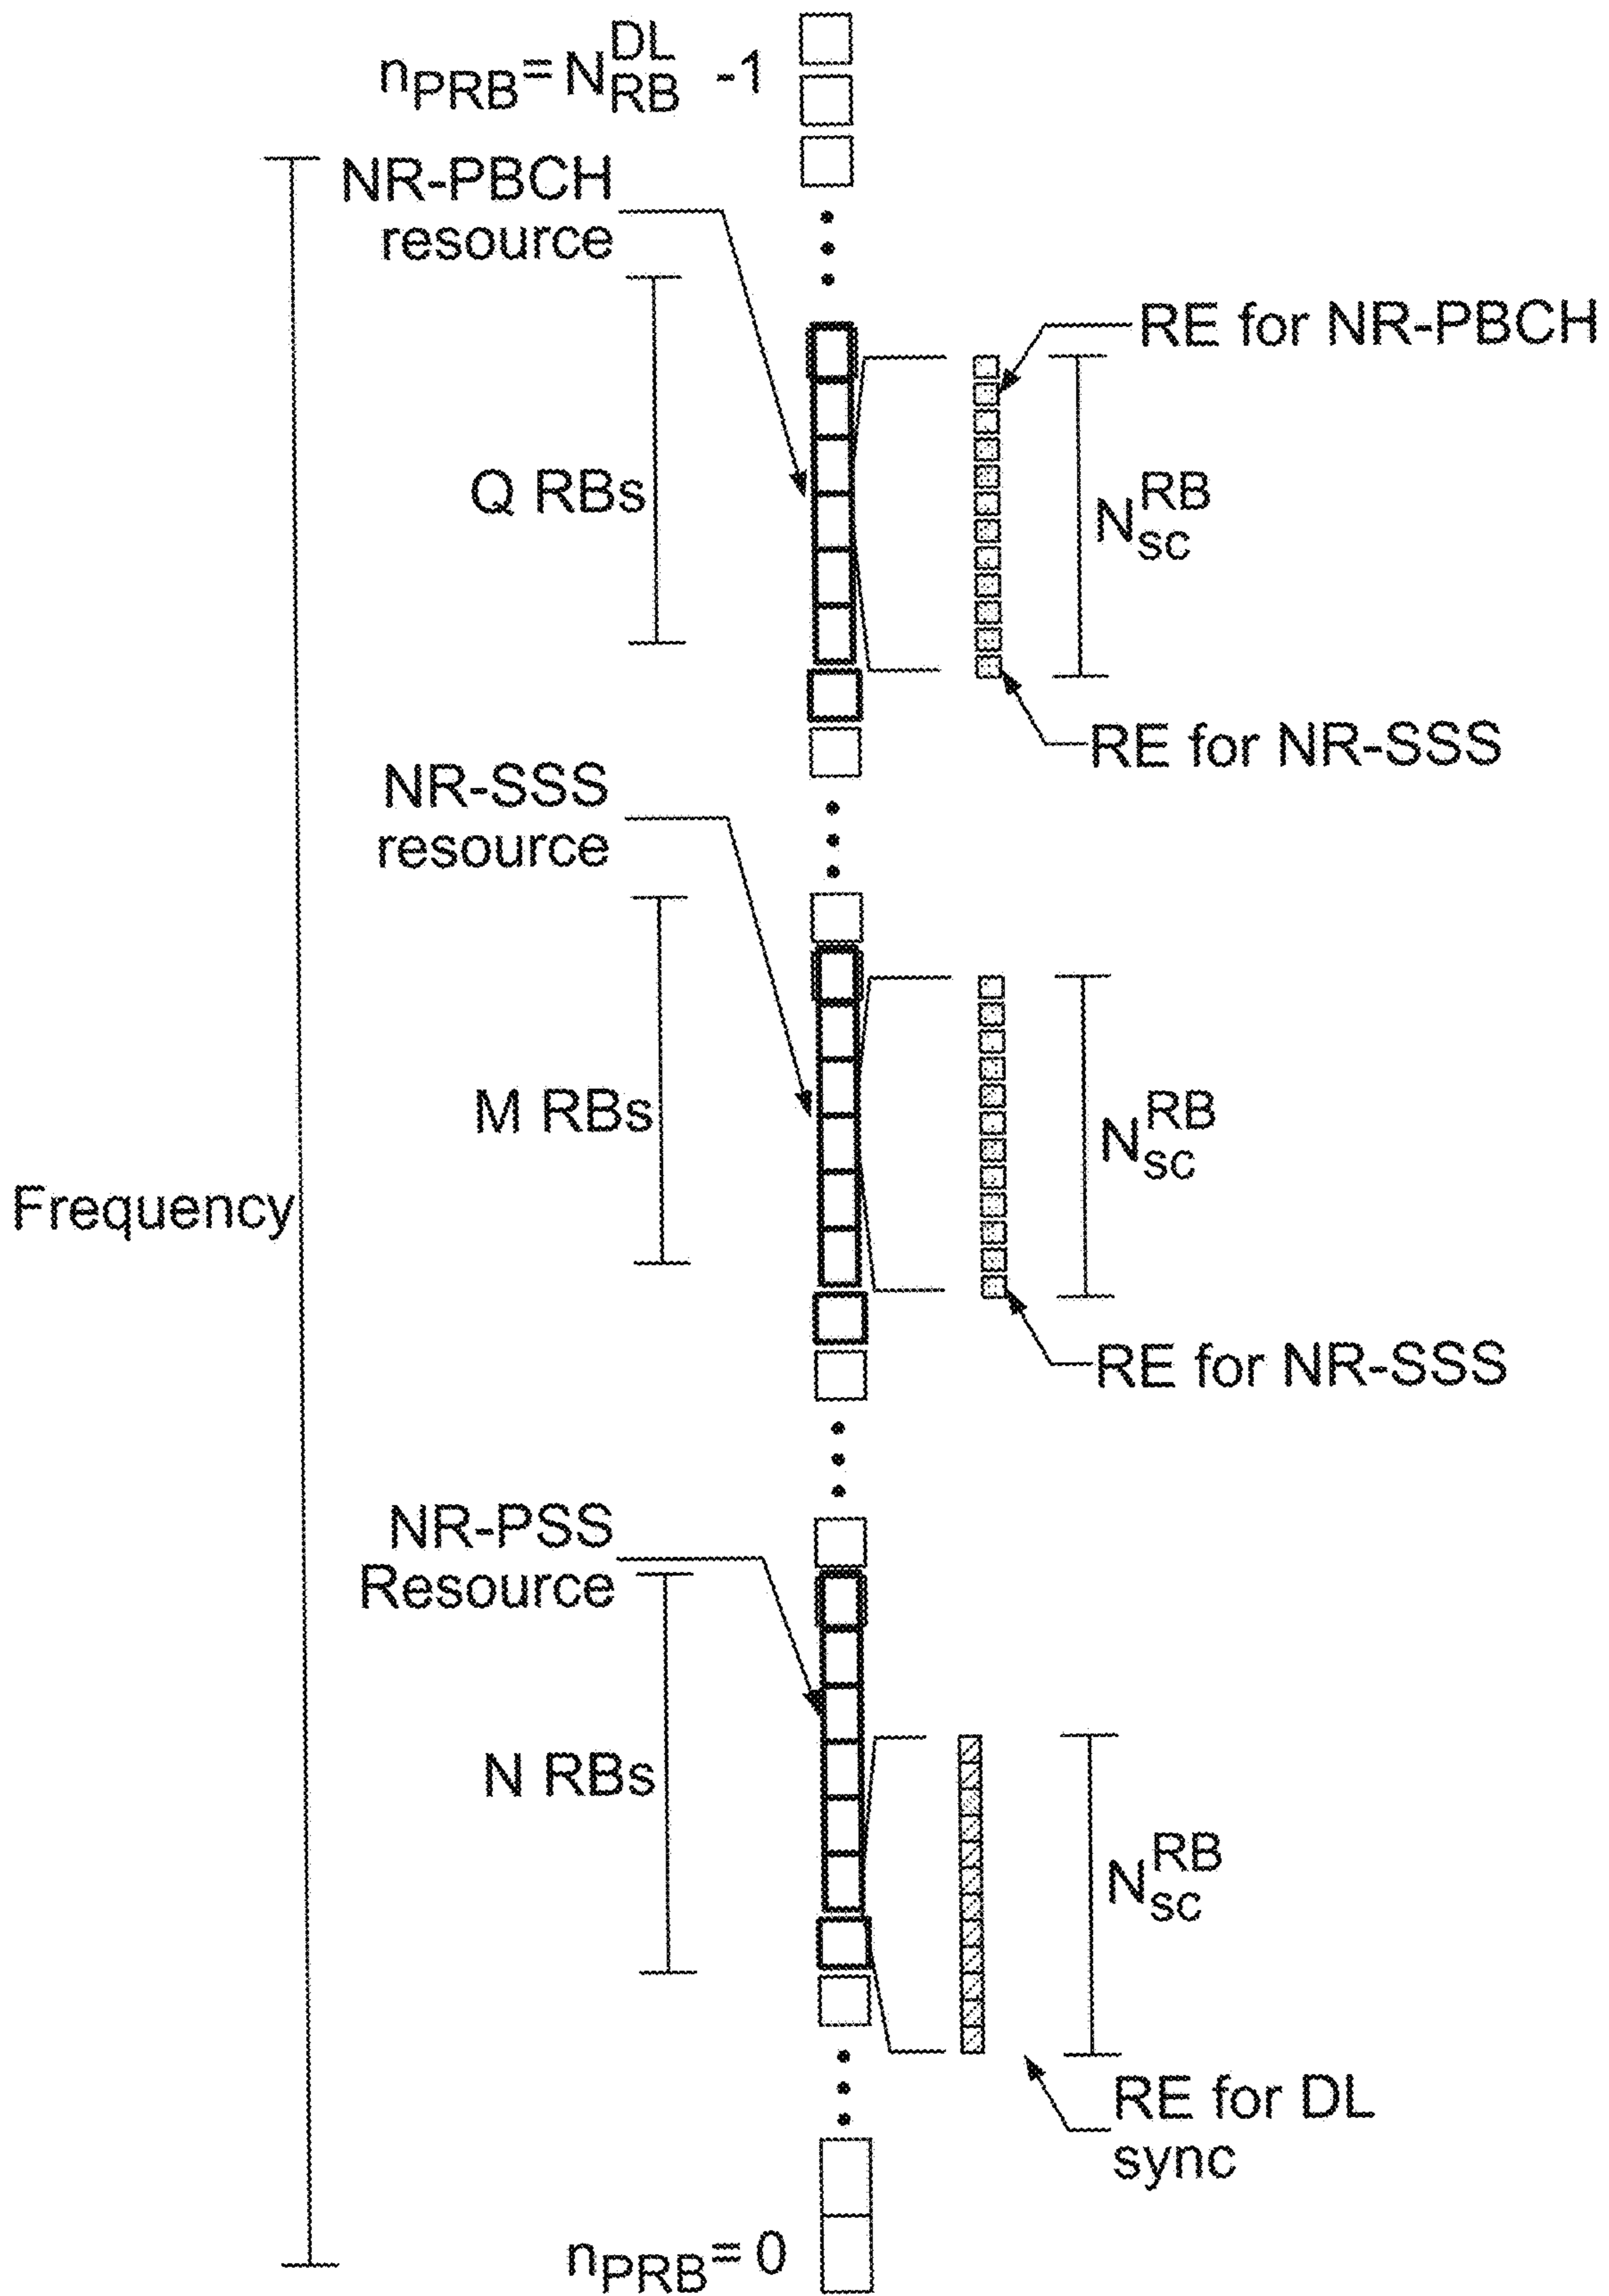 n_PRB = N_RB^DL -1
NR-PBCH
resource
RE for NR-PBCH
Q RBs
N_sc^RB
RE for NR-SSS
NR-SSS
resource
M RBs
N_sc^RB
Frequency
RE for NR-SSS
NR-PSS
Resource
N RBs
N_sc^RB
RE for DL
sync
n_PRB = 0